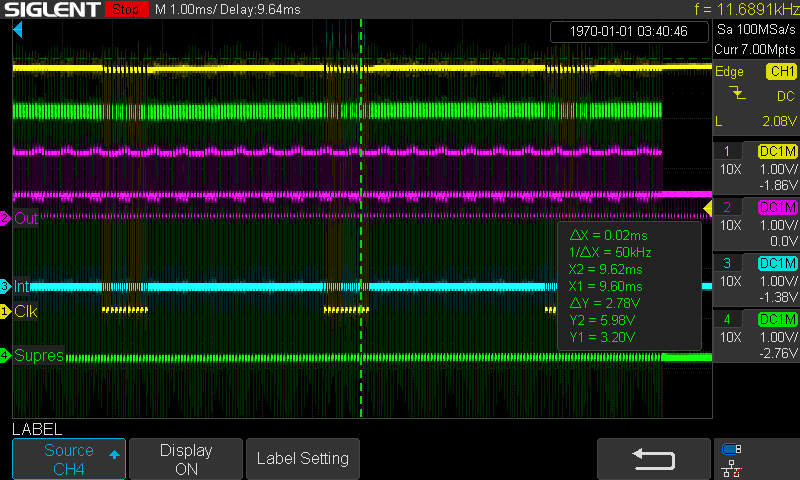 SIGLENT Stop M 1.00ms/ Delay:9.64ms f = 11.6891kHz
1970-01-01 03:40:46
Sa 100MSa/s
Curr 7.00Mpts
Edge CH1
DC
L 2.08V
1 DC1M
10X 1.00V/
-1.86V
2 DC1M
10X 1.00V/
0.0V
3 DC1M
10X 1.00V/
-1.38V
4 DC1M
10X 1.00V/
-2.76V
2 Out
3 Int
1 Clk
4 Supres
△X = 0.02ms
1/△X = 50kHz
X2 = 9.62ms
X1 = 9.60ms
△Y = 2.78V
Y2 = 5.98V
Y1 = 3.20V
LABEL
Source
CH4
Display
ON
Label Setting